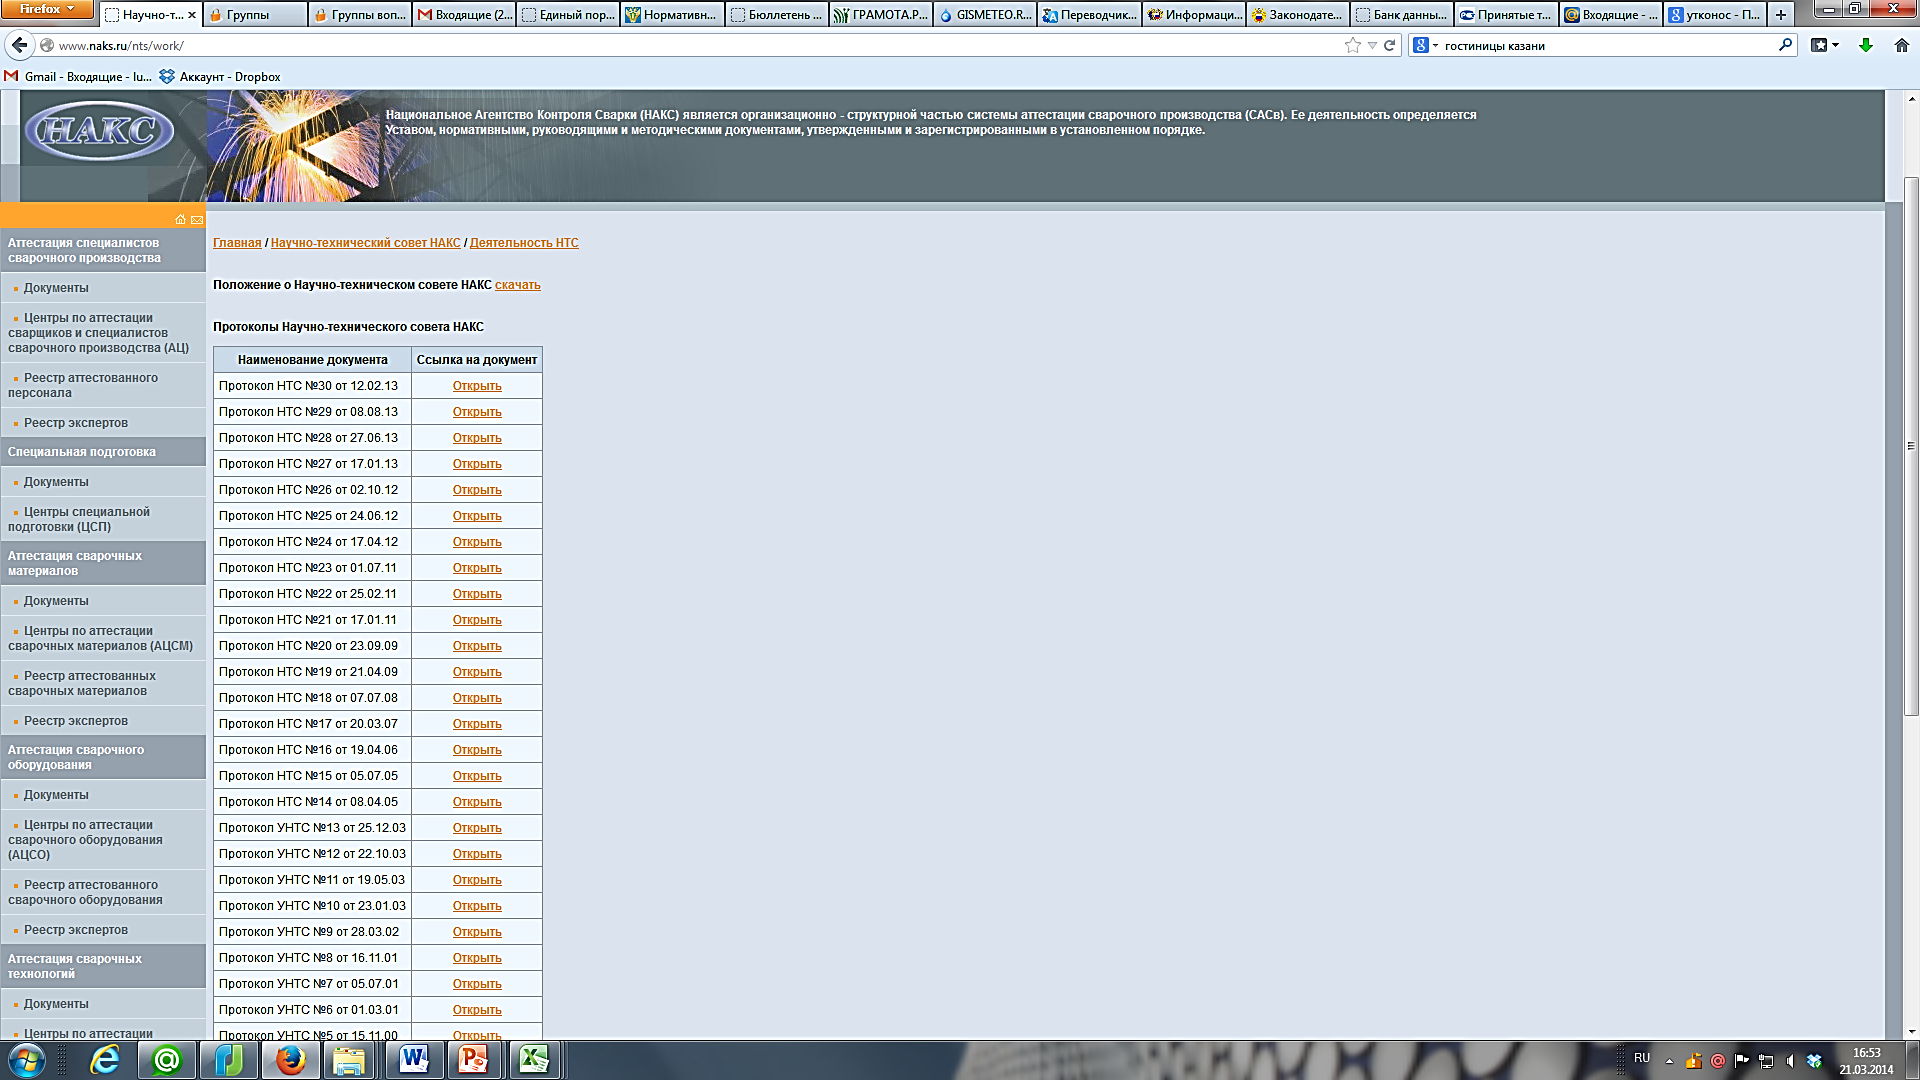 Firefox
Научно-т...
Группы
Группы воп...
Входящие (2...
Единый пор...
Нормативн...
Бюллетень ...
ГРАМОТА.Р...
GISMETEO.R...
Переводчик...
Информаци...
Законодате...
Банк данны...
Принятые т...
Входящие - ...
утконос - П...
www.naks.ru/nts/work/
гостиницы казани
Gmail - Входящие - lu...
Аккаунт - Dropbox
НАКС
Национальное Агентство Контроля Сварки (НАКС) является организационно - структурной частью системы аттестации сварочного производства (САСв). Ее деятельность определяется
Уставом, нормативными, руководящими и методическими документами, утвержденными и зарегистрированными в установленном порядке.
Аттестация специалистов
сварочного производства
Документы
Центры по аттестации
сварщиков и специалистов
сварочного производства (АЦ)
Реестр аттестованного
персонала
Реестр экспертов
Специальная подготовка
Документы
Центры специальной
подготовки (ЦСП)
Аттестация сварочных
материалов
Документы
Центры по аттестации
сварочных материалов (АЦСМ)
Реестр аттестованных
сварочных материалов
Реестр экспертов
Аттестация сварочного
оборудования
Документы
Центры по аттестации
сварочного оборудования
(АЦСО)
Реестр аттестованного
сварочного оборудования
Реестр экспертов
Аттестация сварочных
технологий
Документы
Центры по аттестации
Главная / Научно-технический совет НАКС / Деятельность НТС
Положение о Научно-техническом совете НАКС скачать
Протоколы Научно-технического совета НАКС
Наименование документа Ссылка на документ
Протокол НТС №30 от 12.02.13 Открыть
Протокол НТС №29 от 08.08.13 Открыть
Протокол НТС №28 от 27.06.13 Открыть
Протокол НТС №27 от 17.01.13 Открыть
Протокол НТС №26 от 02.10.12 Открыть
Протокол НТС №25 от 24.06.12 Открыть
Протокол НТС №24 от 17.04.12 Открыть
Протокол НТС №23 от 01.07.11 Открыть
Протокол НТС №22 от 25.02.11 Открыть
Протокол НТС №21 от 17.01.11 Открыть
Протокол НТС №20 от 23.09.09 Открыть
Протокол НТС №19 от 21.04.09 Открыть
Протокол НТС №18 от 07.07.08 Открыть
Протокол НТС №17 от 20.03.07 Открыть
Протокол НТС №16 от 19.04.06 Открыть
Протокол НТС №15 от 05.07.05 Открыть
Протокол НТС №14 от 08.04.05 Открыть
Протокол УНТС №13 от 25.12.03 Открыть
Протокол УНТС №12 от 22.10.03 Открыть
Протокол УНТС №11 от 19.05.03 Открыть
Протокол УНТС №10 от 23.01.03 Открыть
Протокол УНТС №9 от 28.03.02 Открыть
Протокол УНТС №8 от 16.11.01 Открыть
Протокол УНТС №7 от 05.07.01 Открыть
Протокол УНТС №6 от 01.03.01 Открыть
Протокол УНТС №5 от 15.11.00 Открыть
RU
16:53
21.03.2014